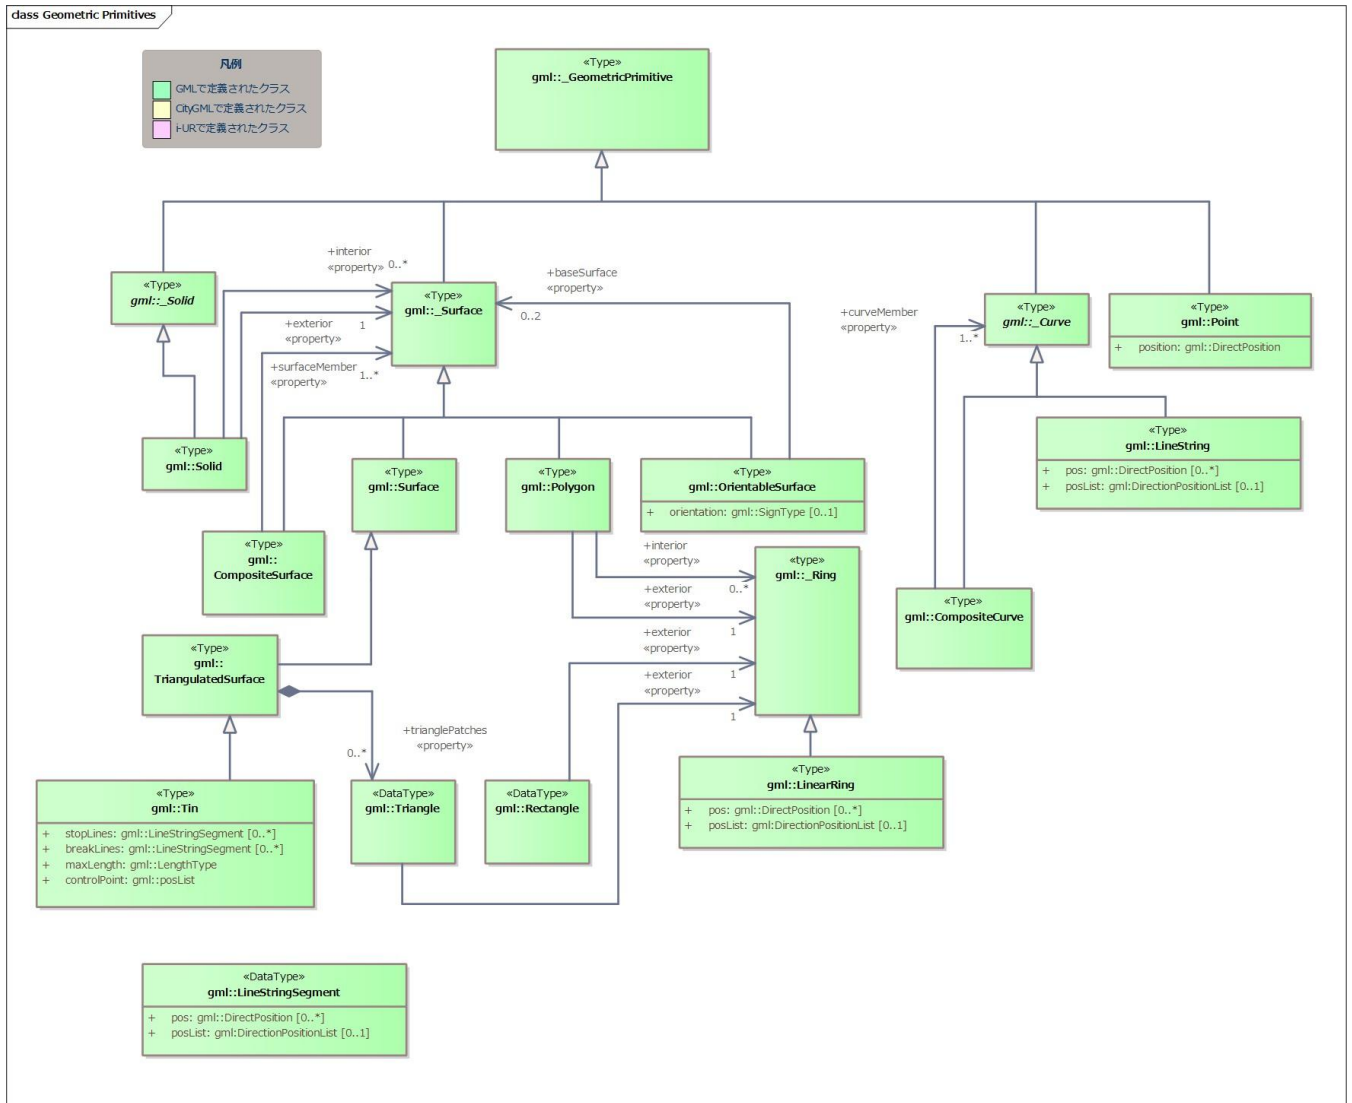 class Geometric Primitives
凡例
GMLで定義されたクラス
CityGMLで定義されたクラス
i-URで定義されたクラス
«Type»
gml::_GeometricPrimitive
+interior
«property»
0..*
+baseSurface
«property»
0..2
«Type»
gml::_Solid
«Type»
gml::_Surface
+exterior
«property»
1
+surfaceMember
«property»
1..*
+curveMember
«property»
1..*
«Type»
gml::_Curve
«Type»
gml::Point
+ position: gml::DirectPosition
«Type»
gml::LineString
+ pos: gml::DirectPosition [0..*]
+ posList: gml:DirectionPositionList [0..1]
«Type»
gml::Solid
«Type»
gml::Surface
«Type»
gml::Polygon
«Type»
gml::OrientableSurface
+ orientation: gml::SignType [0..1]
«Type»
gml::
CompositeSurface
+interior
«property»
0..*
+exterior
«property»
1
+exterior
«property»
1
+exterior
«property»
1
«type»
gml::_Ring
«Type»
gml::CompositeCurve
«Type»
gml::
TriangulatedSurface
+trianglePatches
«property»
0..*
«Type»
gml::Tin
+ stopLines: gml::LineStringSegment [0..*]
+ breakLines: gml::LineStringSegment [0..*]
+ maxLength: gml::LengthType
+ controlPoint: gml::posList
«DataType»
gml::Triangle
«DataType»
gml::Rectangle
«Type»
gml::LinearRing
+ pos: gml::DirectPosition [0..*]
+ posList: gml:DirectionPositionList [0..1]
«DataType»
gml::LineStringSegment
+ pos: gml::DirectPosition [0..*]
+ posList: gml:DirectionPositionList [0..1]